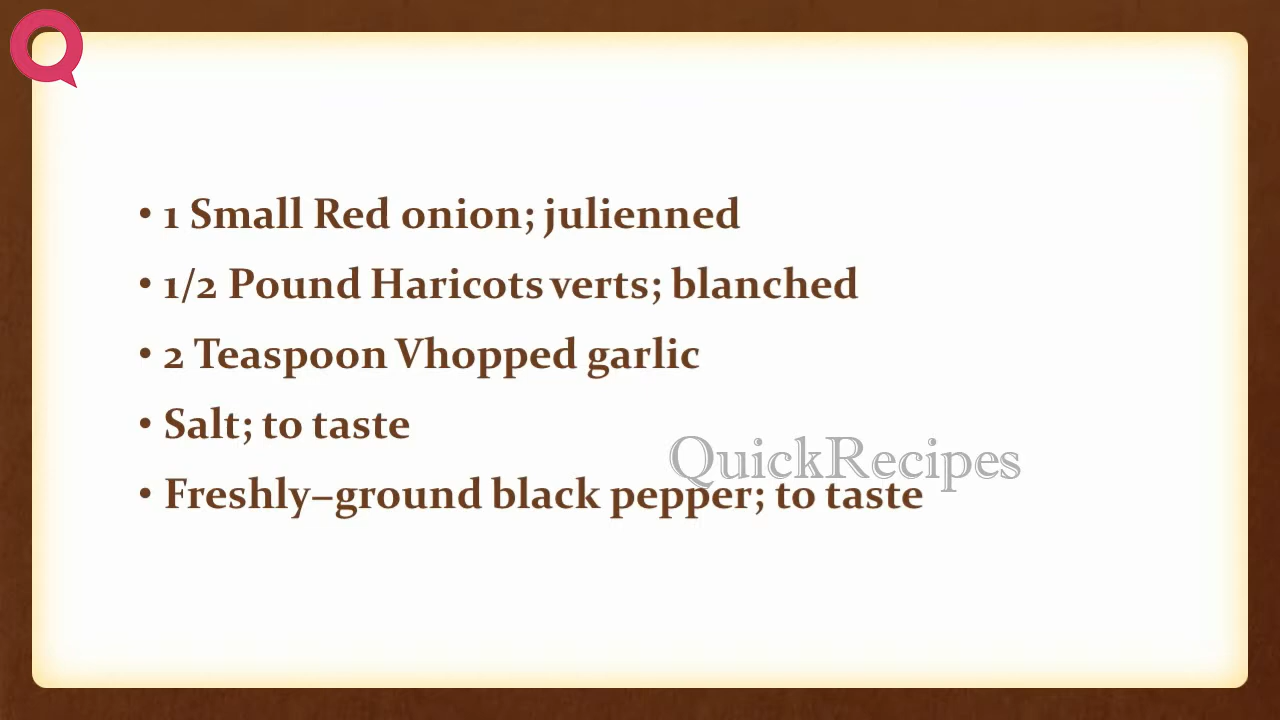 • 1 Small Red onion; julienned
• 1/2 Pound Haricots verts; blanched
• 2 Teaspoon Vhopped garlic
• Salt; to taste
QuickRecipes
• Freshly–ground black pepper; to taste